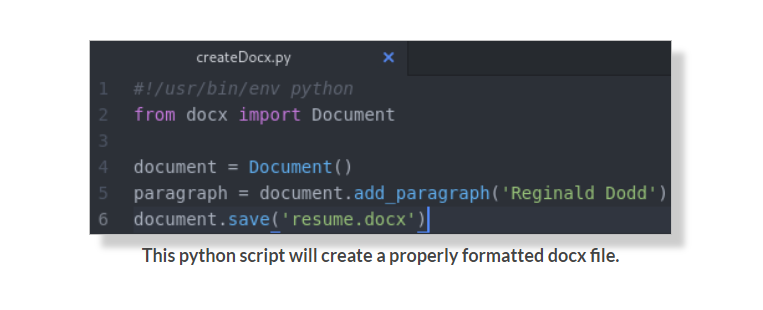 createDocx.py ×
1 #!/usr/bin/env python
2 from docx import Document
3
4 document = Document()
5 paragraph = document.add_paragraph('Reginald Dodd')
6 document.save('resume.docx')
This python script will create a properly formatted docx file.